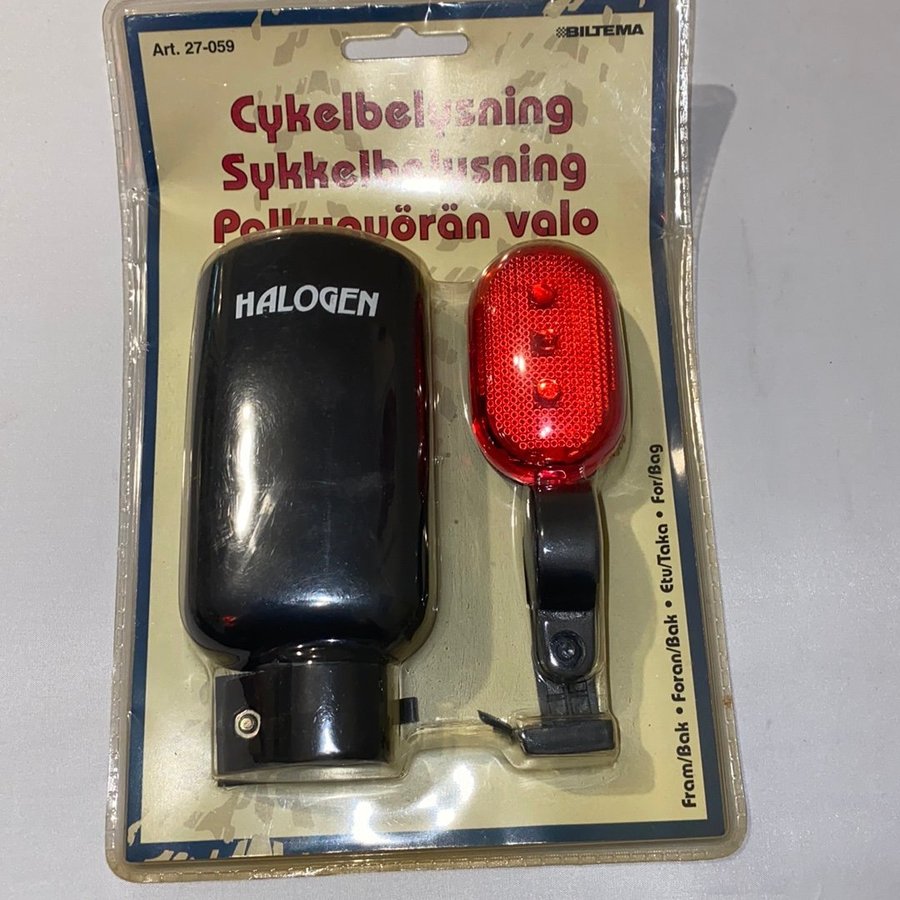 Art. 27-059
BILTEMA
Cykelbelysning
Sykkelbelysning
Polkupyörän valo
HALOGEN
Fram/Bak • Foran/Bak • Etu/Taka • For/Bag